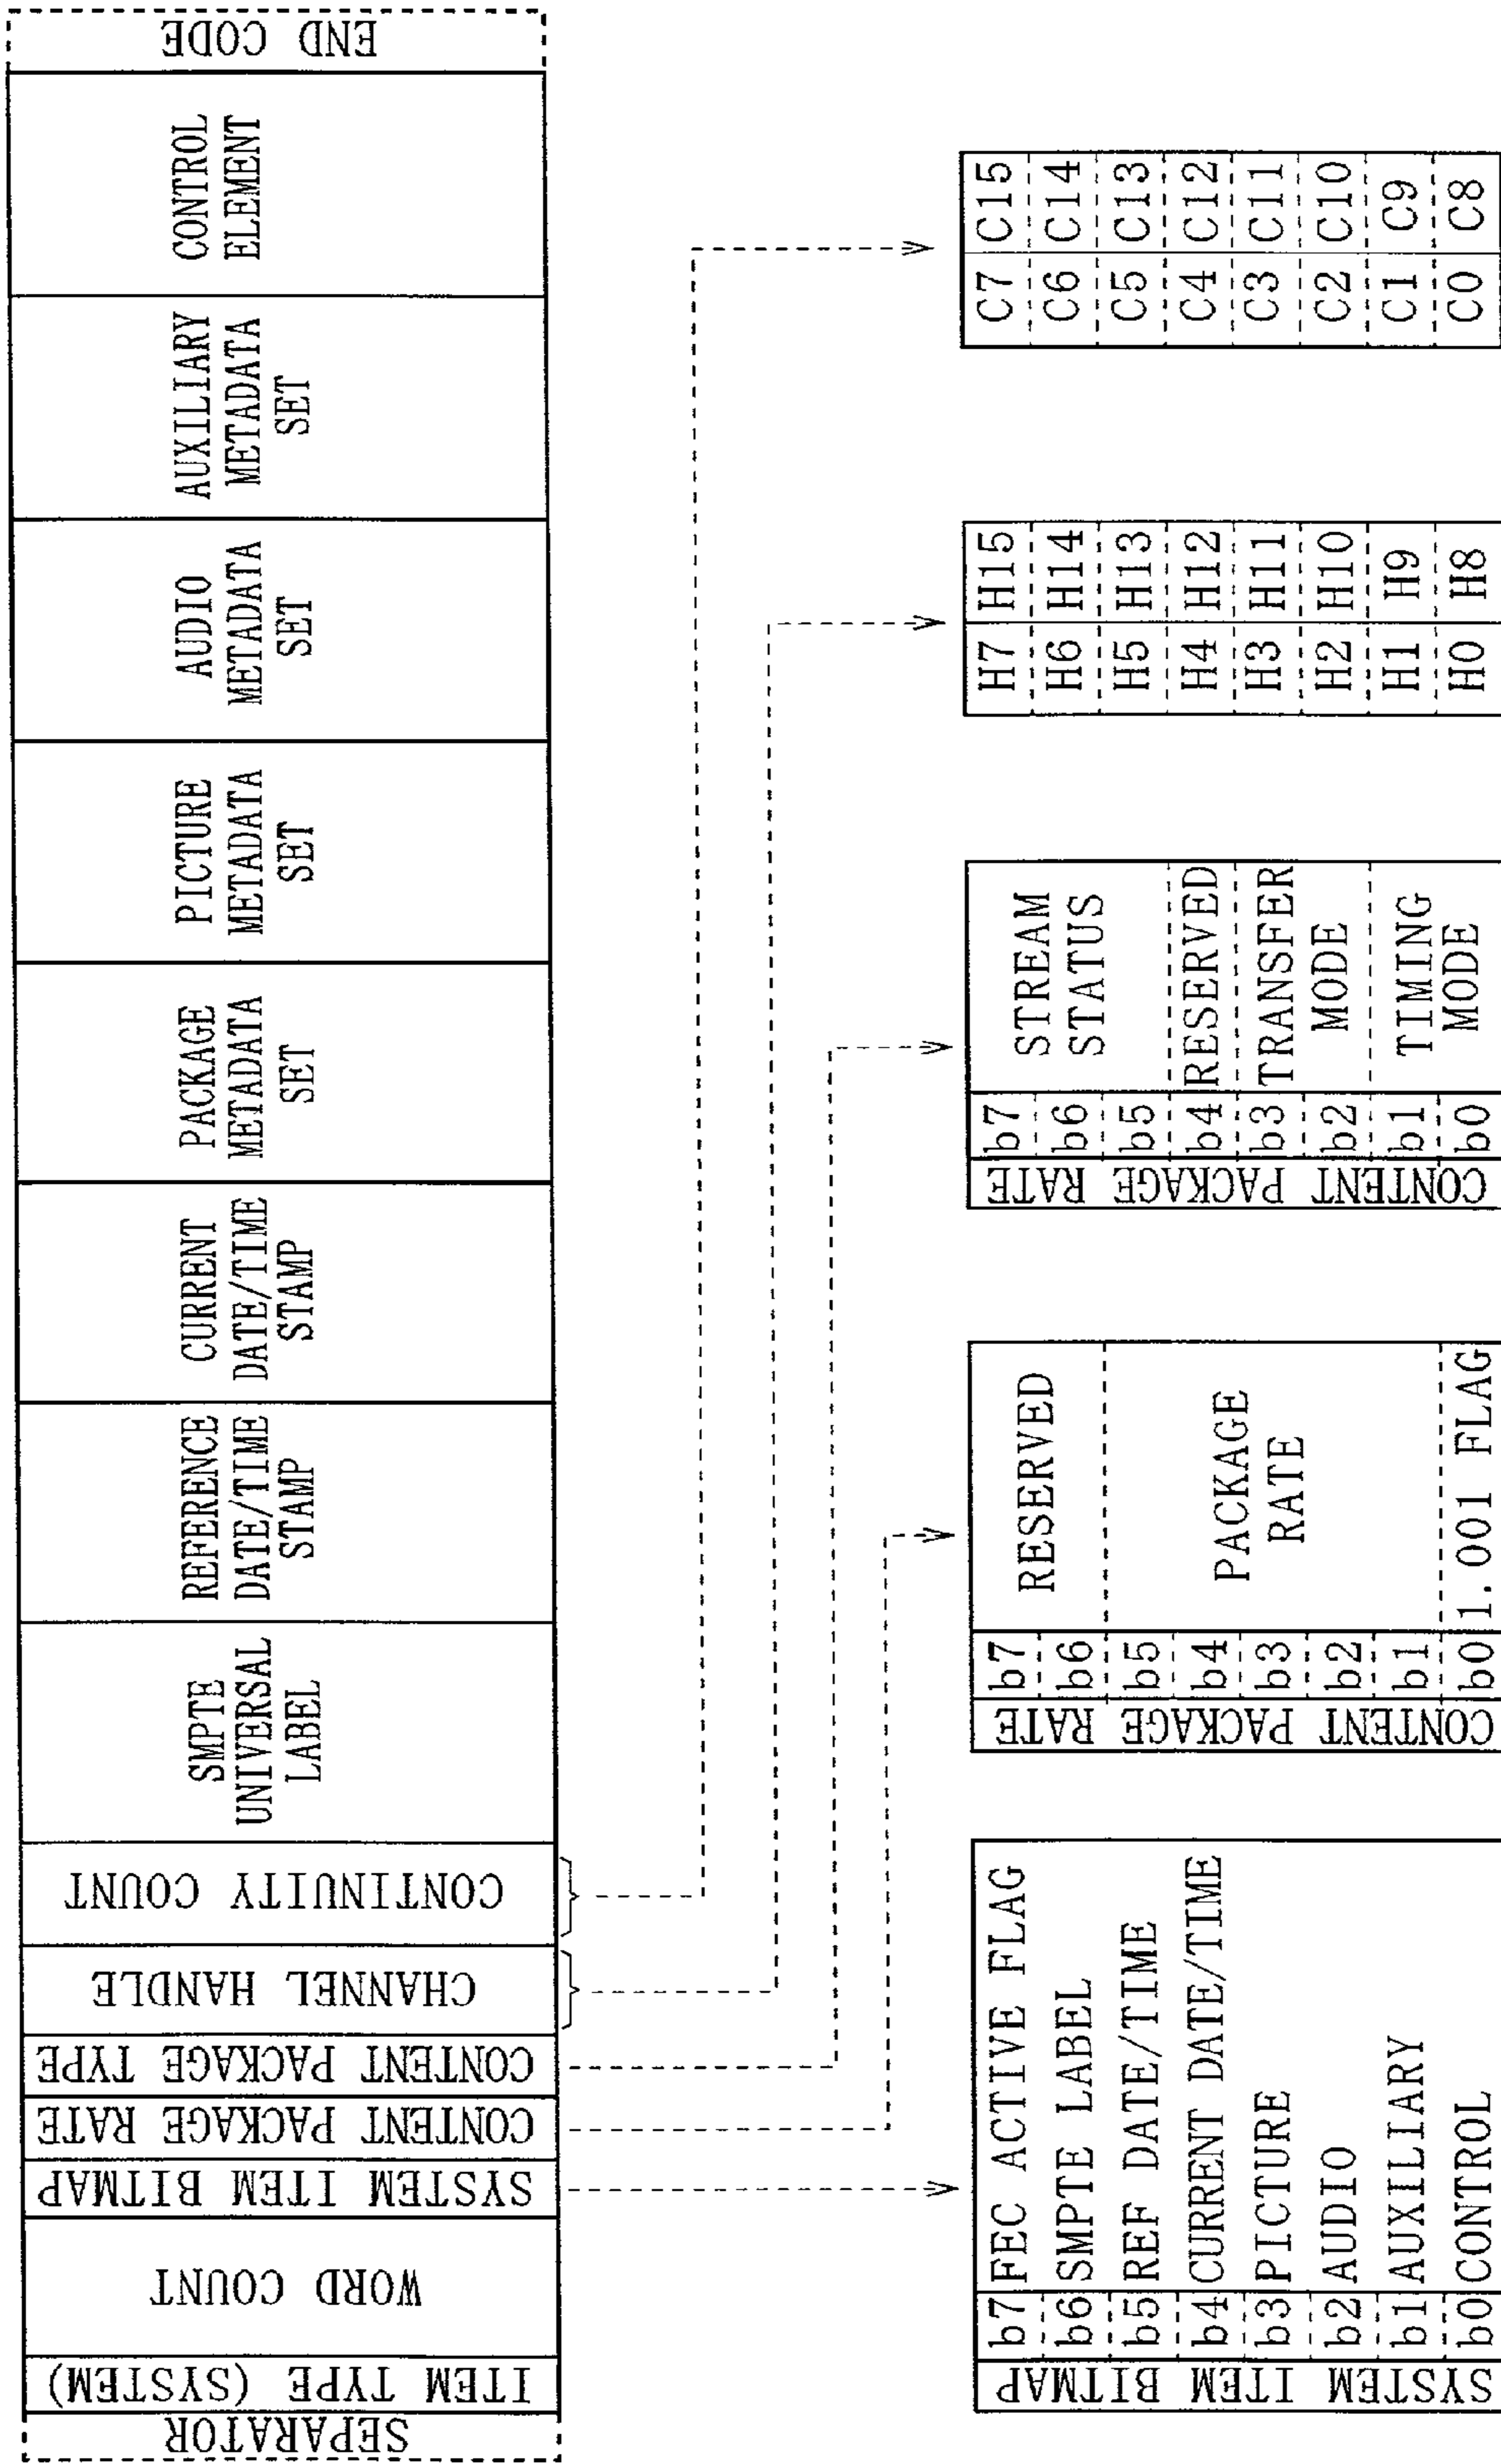 SEPARATOR
ITEM TYPE (SYSTEM)
WORD COUNT
SYSTEM ITEM BITMAP
CONTENT PACKAGE RATE
CONTENT PACKAGE TYPE
CHANNEL HANDLE
CONTINUITY COUNT
SMPTE
UNIVERSAL
LABEL
REFERENCE
DATE/TIME
STAMP
CURRENT
DATE/TIME
STAMP
PACKAGE
METADATA
SET
PICTURE
METADATA
SET
AUDIO
METADATA
SET
AUXILIARY
METADATA
SET
CONTROL
ELEMENT
END CODE
SYSTEM ITEM BITMAP
b7 FEC ACTIVE FLAG
b6 SMPTE LABEL
b5 REF DATE/TIME
b4 CURRENT DATE/TIME
b3 PICTURE
b2 AUDIO
b1 AUXILIARY
b0 CONTROL
CONTENT PACKAGE RATE
b7
b6
b5
b4
b3
b2
b1
b0 1.001 FLAG
RESERVED
PACKAGE
RATE
CONTENT PACKAGE RATE
b7
b6
b5
b4 RESERVED
b3 TRANSFER
b2 MODE
b1 TIMING
b0 MODE
STREAM
STATUS
H7 H15
H6 H14
H5 H13
H4 H12
H3 H11
H2 H10
H1 H9
H0 H8
C7 C15
C6 C14
C5 C13
C4 C12
C3 C11
C2 C10
C1 C9
C0 C8